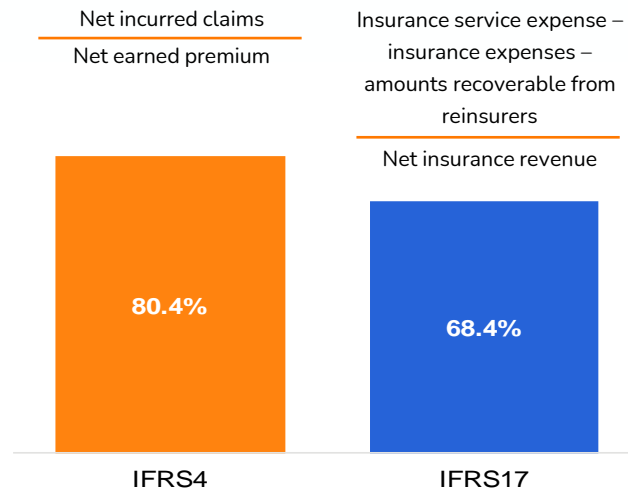 Net incurred claims
Net earned premium
Insurance service expense –
insurance expenses –
amounts recoverable from
reinsurers
Net insurance revenue
80.4%
68.4%
IFRS4
IFRS17